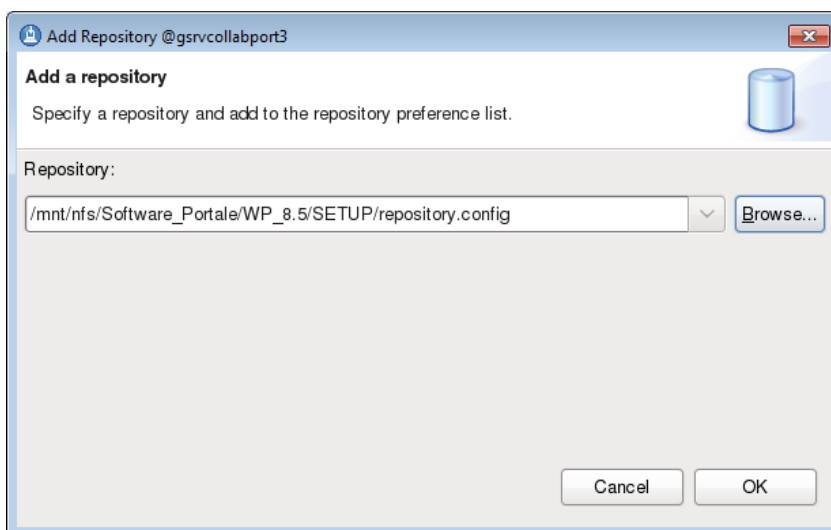 Add Repository @gsrvcollabport3
Add a repository
Specify a repository and add to the repository preference list.
Repository:
/mnt/nfs/Software_Portale/WP_8.5/SETUP/repository.config
Browse...
Cancel
OK